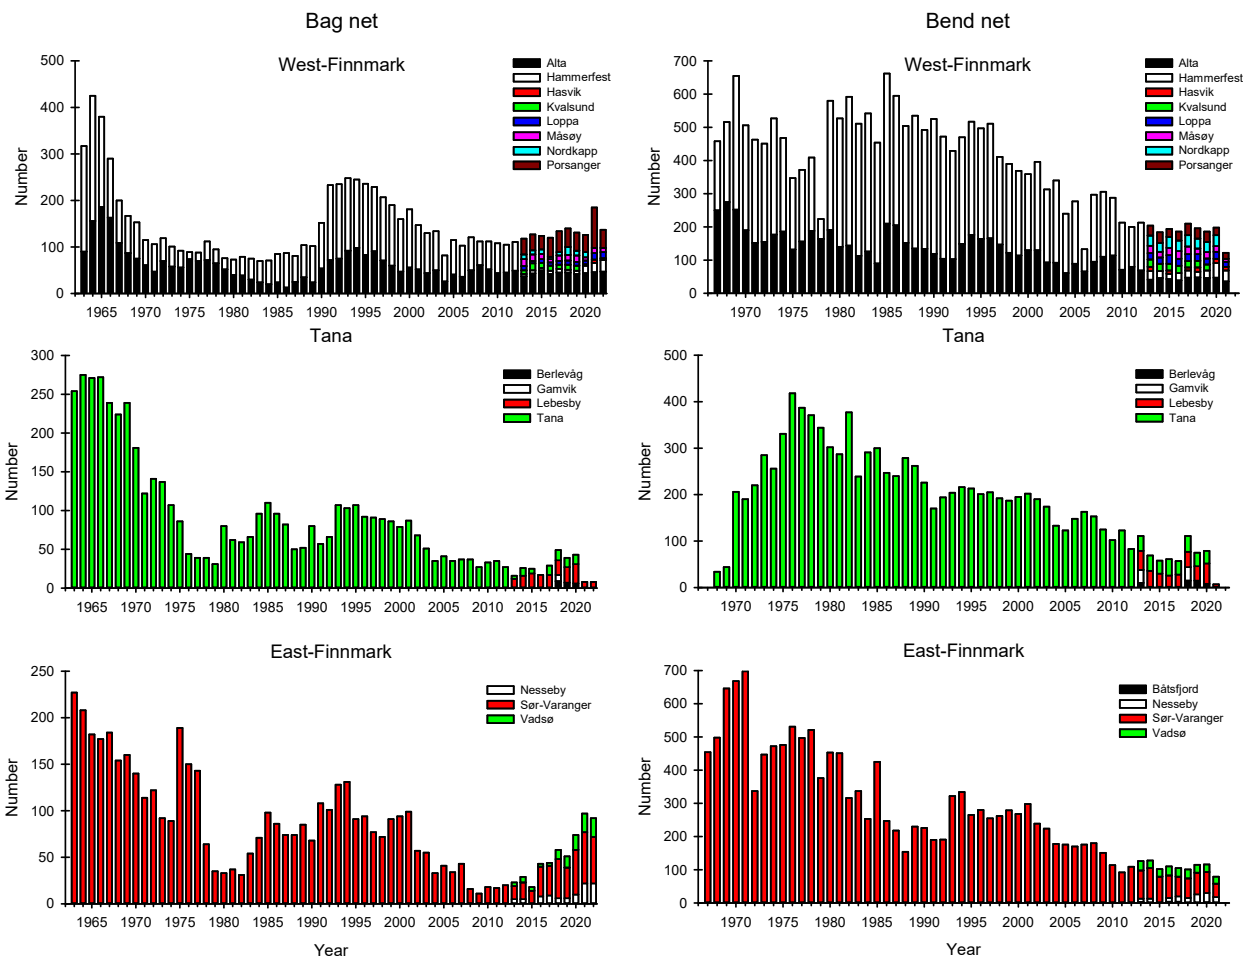 Bag net
Bend net
West-Finnmark
Number
500
400
300
200
100
0
1965 1970 1975 1980 1985 1990 1995 2000 2005 2010 2015 2020
Alta
Hammerfest
Hasvik
Kvalsund
Loppa
Måsøy
Nordkapp
Porsanger
West-Finnmark
Number
700
600
500
400
300
200
100
0
1970 1975 1980 1985 1990 1995 2000 2005 2010 2015 2020
Alta
Hammerfest
Hasvik
Kvalsund
Loppa
Måsøy
Nordkapp
Porsanger
Tana
Number
300
250
200
150
100
50
0
1965 1970 1975 1980 1985 1990 1995 2000 2005 2010 2015 2020
Berlevåg
Gamvik
Lebesby
Tana
Tana
Number
500
400
300
200
100
0
1970 1975 1980 1985 1990 1995 2000 2005 2010 2015 2020
Berlevåg
Gamvik
Lebesby
Tana
East-Finnmark
Number
250
200
150
100
50
0
1965 1970 1975 1980 1985 1990 1995 2000 2005 2010 2015 2020
Nesseby
Sør-Varanger
Vadsø
Year
East-Finnmark
Number
700
600
500
400
300
200
100
0
1970 1975 1980 1985 1990 1995 2000 2005 2010 2015 2020
Båtsfjord
Nesseby
Sør-Varanger
Vadsø
Year